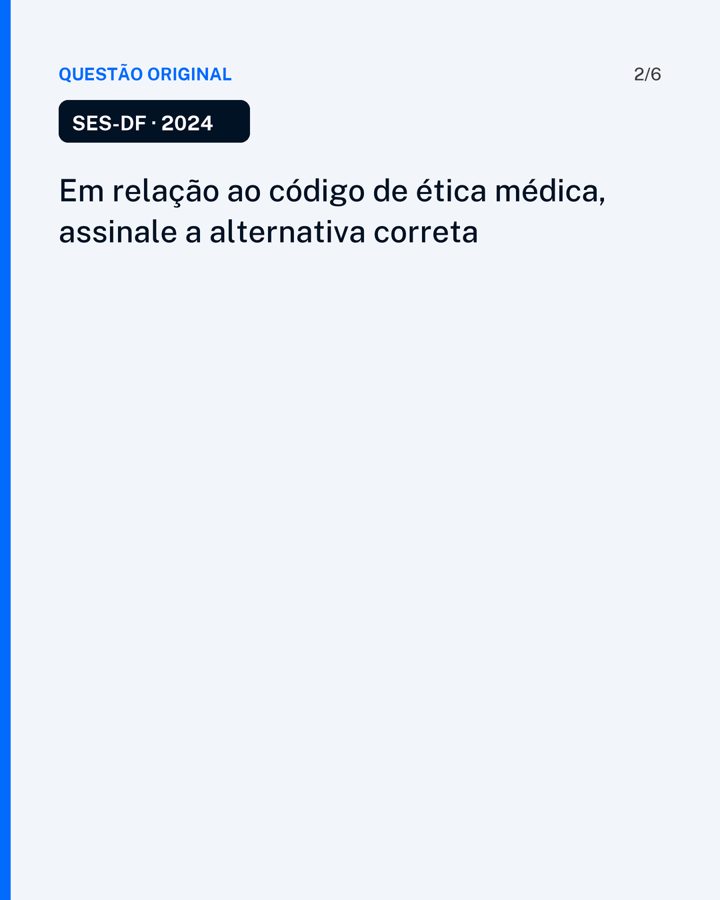 QUESTÃO ORIGINAL
2/6
SES-DF · 2024
Em relação ao código de ética médica,
assinale a alternativa correta